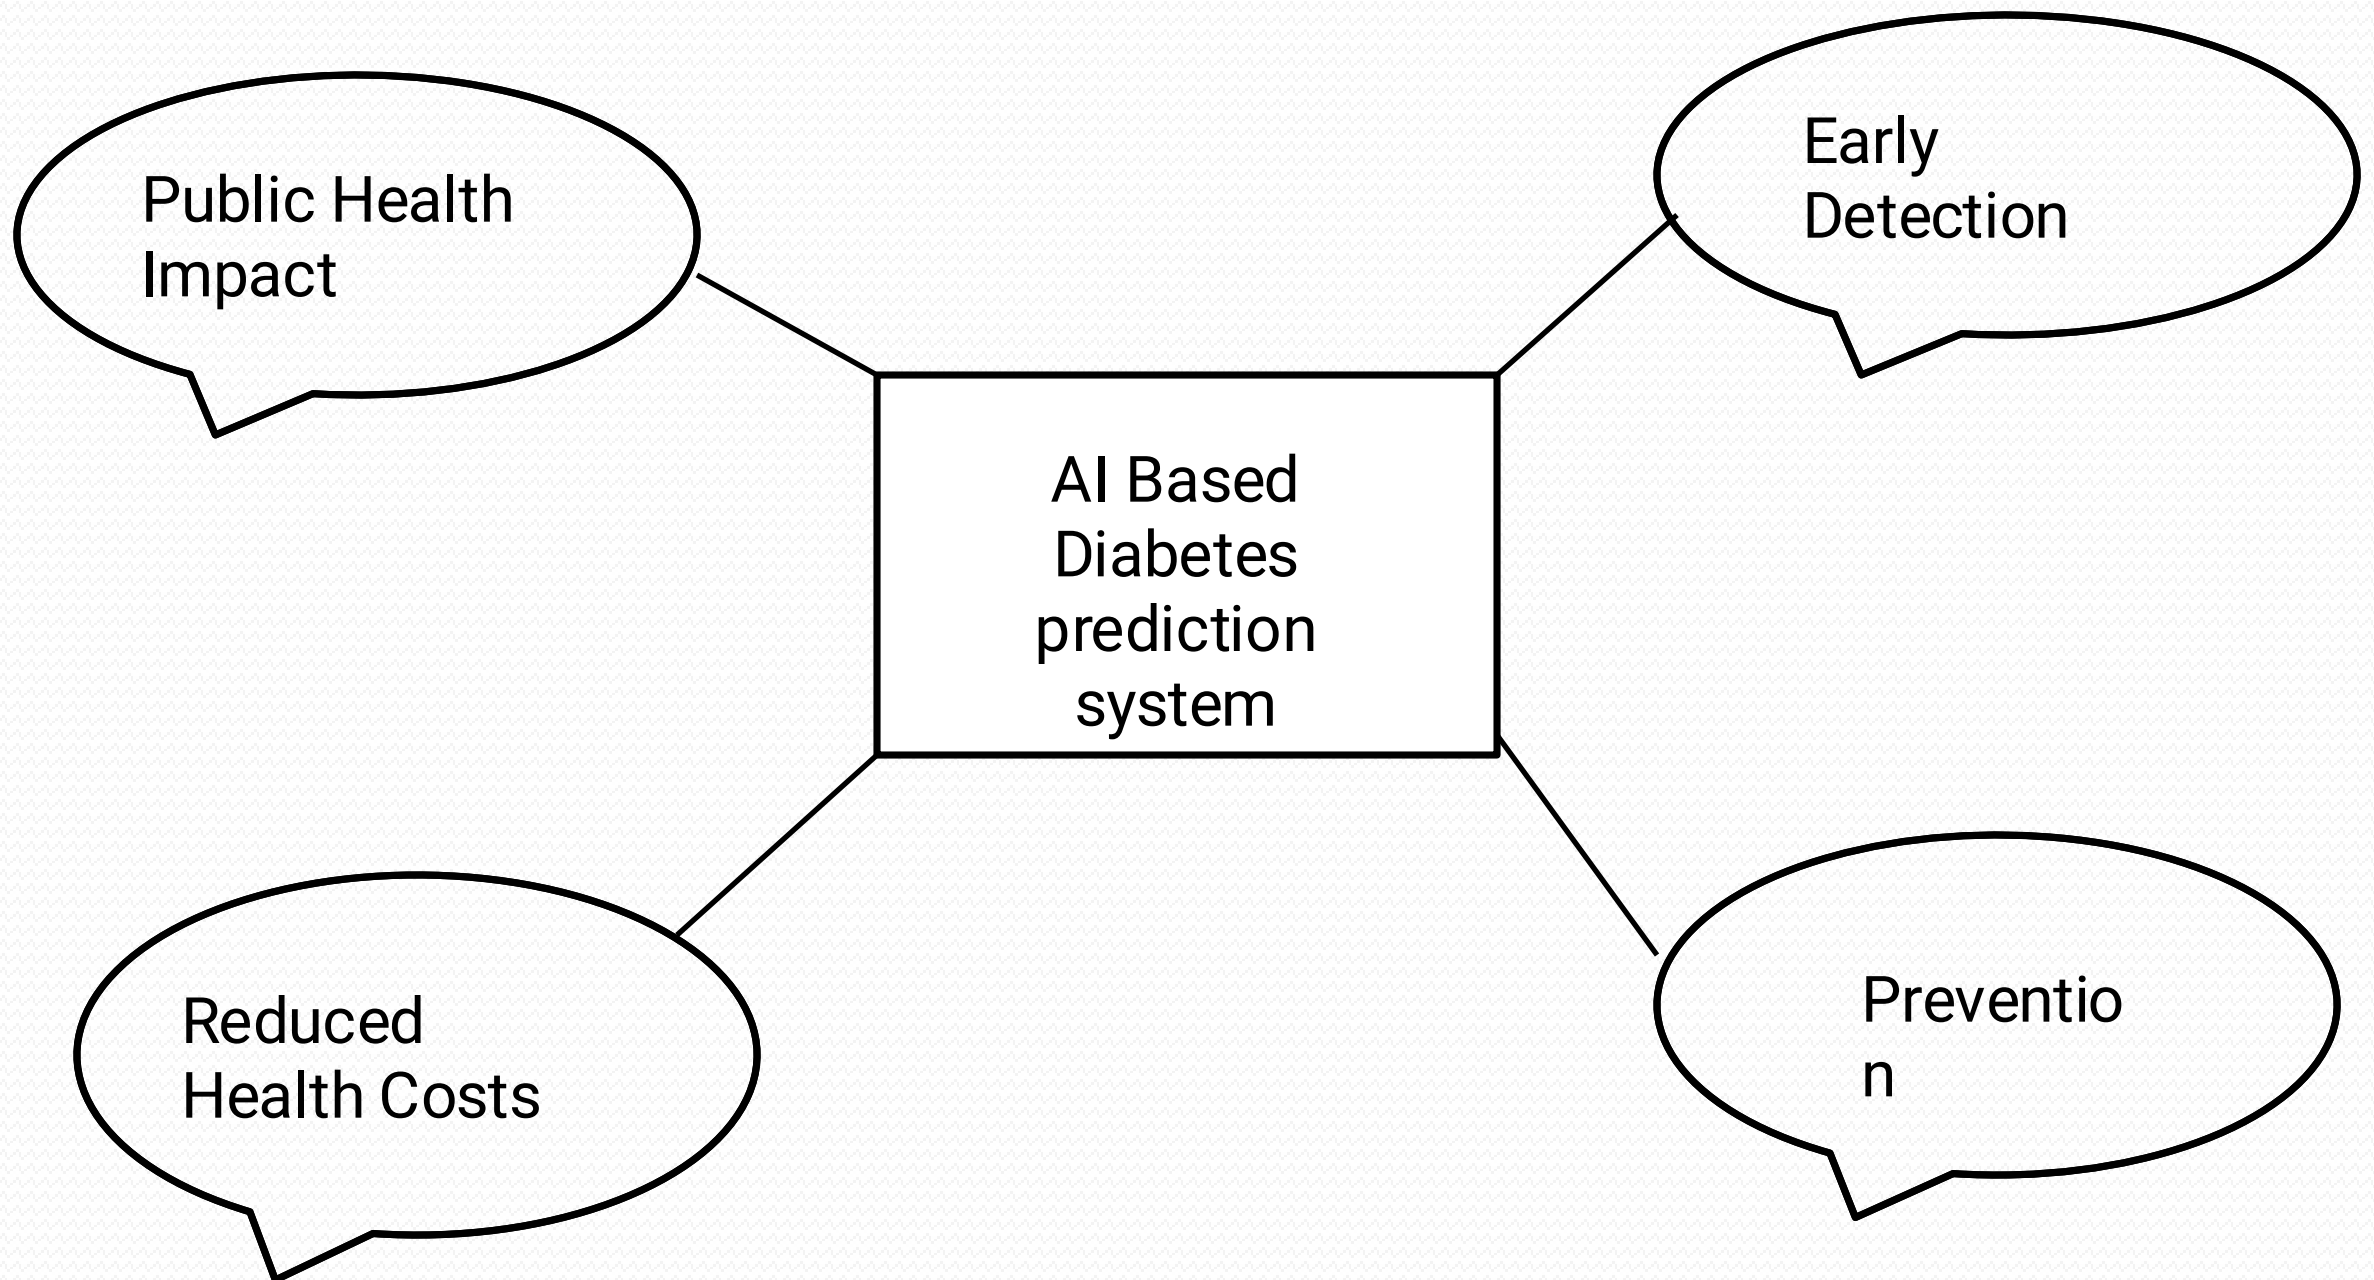 Public Health
Impact
Early
Detection
AI Based
Diabetes
prediction
system
Reduced
Health Costs
Preventio
n